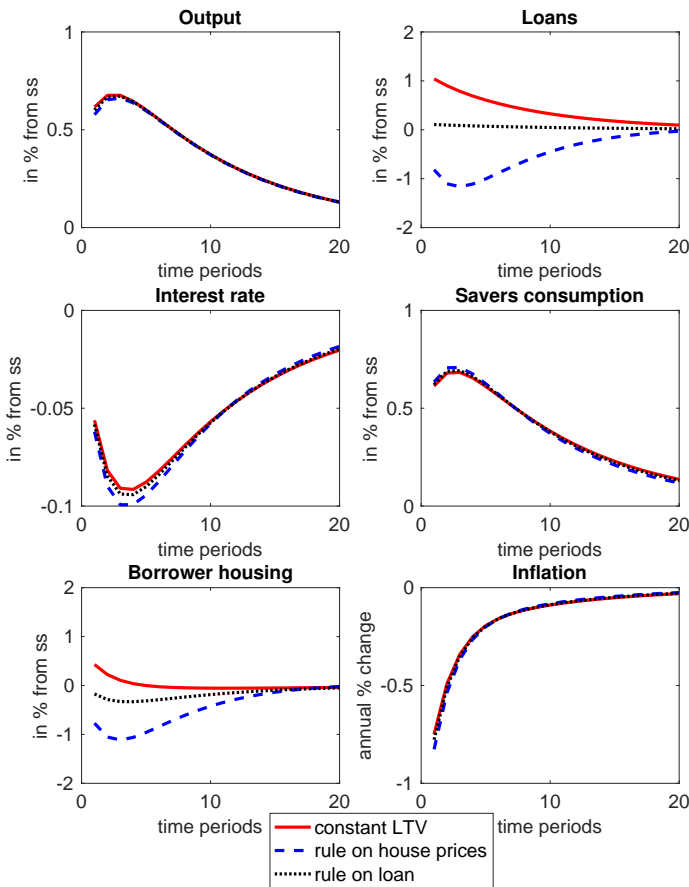 Output
1
0.5
0
0 10 20
in % from ss
time periods
Loans
2
1
0
-1
-2
0 10 20
in % from ss
time periods
Interest rate
0
-0.05
-0.1
0 10 20
in % from ss
time periods
Savers consumption
1
0.5
0
0 10 20
in % from ss
time periods
Borrower housing
2
1
0
-1
-2
0 10 20
in % from ss
time periods
Inflation
0
-0.5
-1
0 10 20
annual % change
time periods
constant LTV
rule on house prices
rule on loan